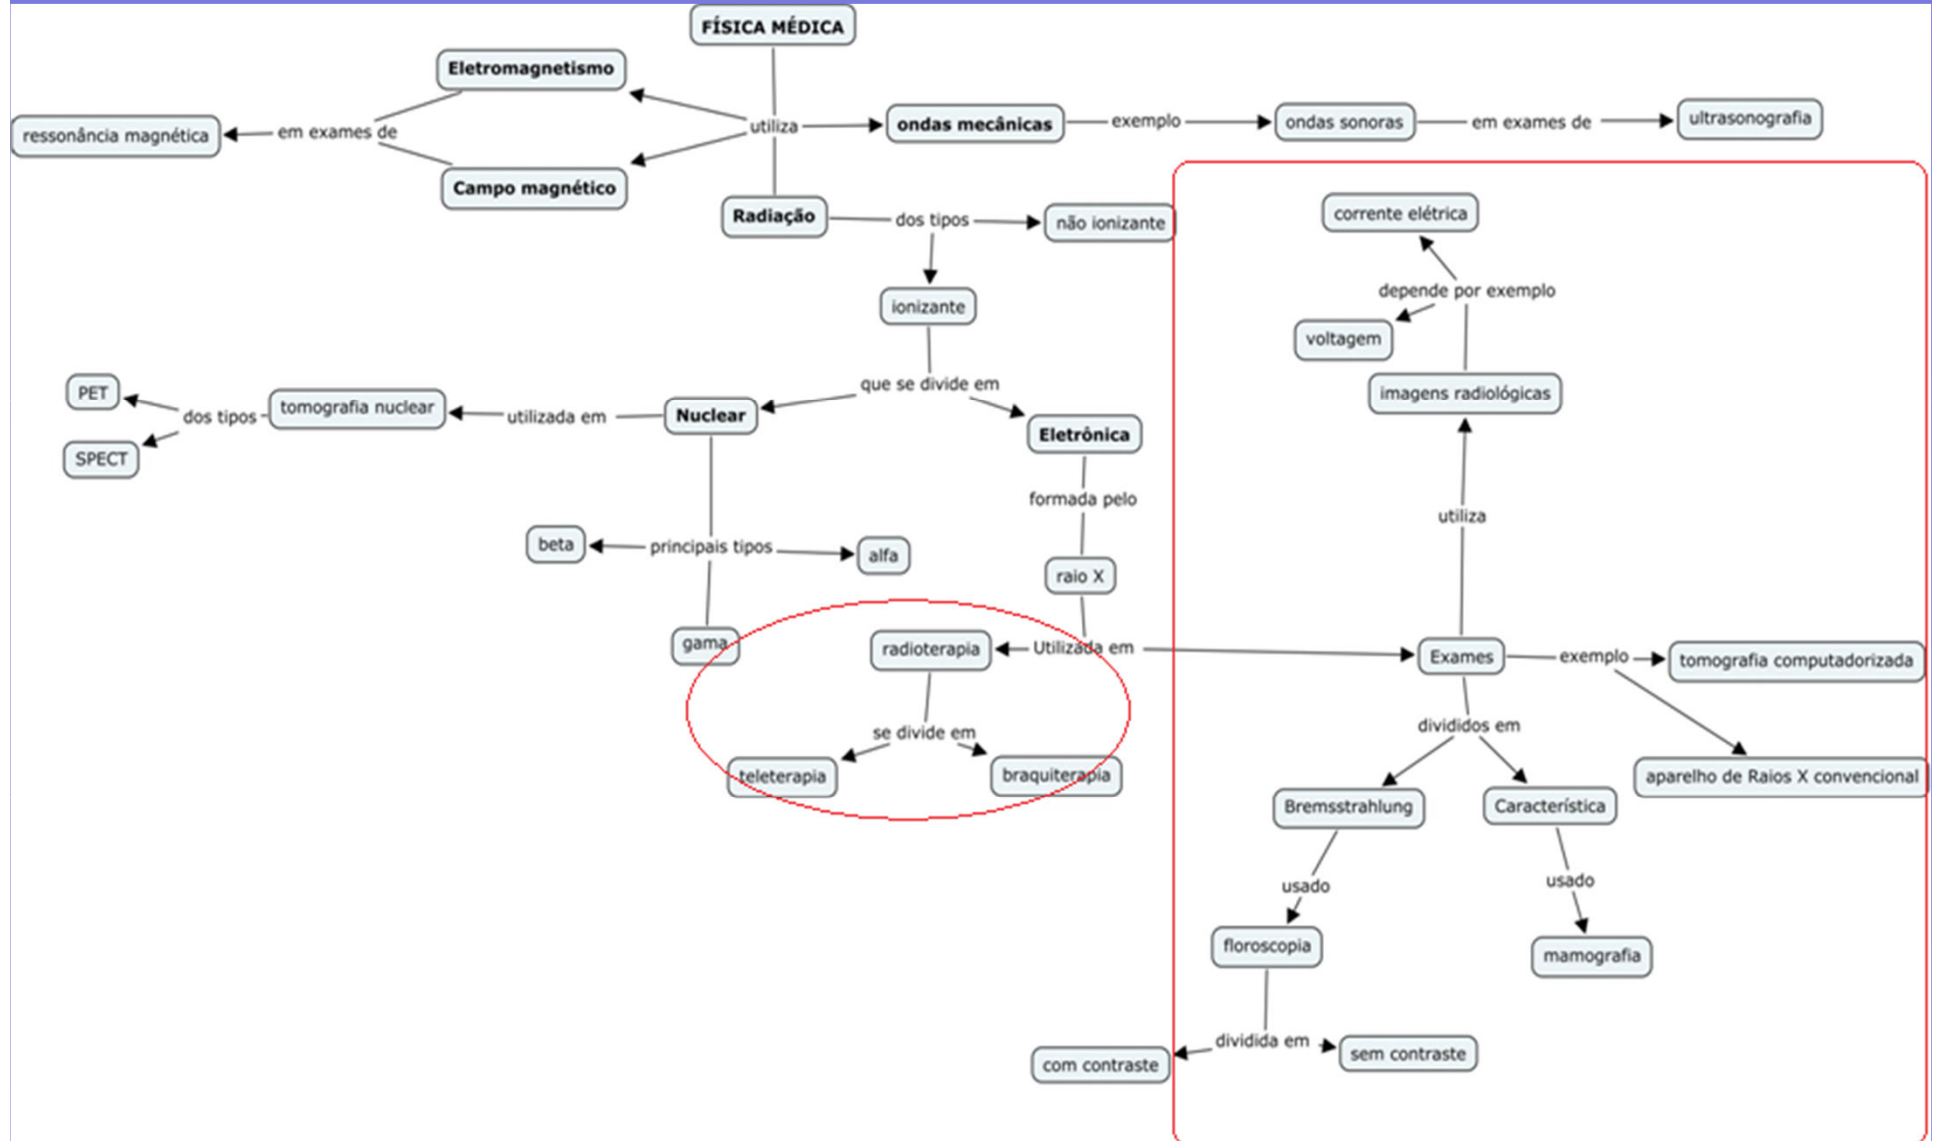 FÍSICA MÉDICA
Eletromagnetismo
ressonância magnética
em exames de
utiliza
ondas mecânicas
exemplo
ondas sonoras
em exames de
ultrasonografia
Campo magnético
Radiação
dos tipos
não ionizante
corrente elétrica
ionizante
depende por exemplo
voltagem
que se divide em
imagens radiológicas
PET
dos tipos
tomografia nuclear
utilizada em
Nuclear
Eletrônica
SPECT
formada pelo
utiliza
beta
principais tipos
alfa
raio X
gama
radioterapia
Utilizada em
Exames
exemplo
tomografia computadorizada
se divide em
divididos em
teleterapia
braquiterapia
aparelho de Raios X convencional
Bremsstrahlung
Característica
usado
usado
floroscopia
mamografia
dividida em
com contraste
sem contraste